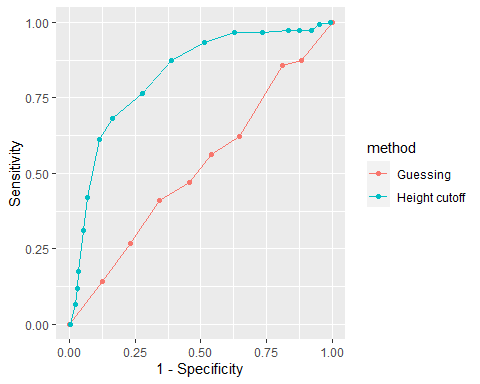 1.00
0.75
0.50
0.25
0.00
Sensitivity
0.00 0.25 0.50 0.75 1.00
1 - Specificity
method
Guessing
Height cutoff